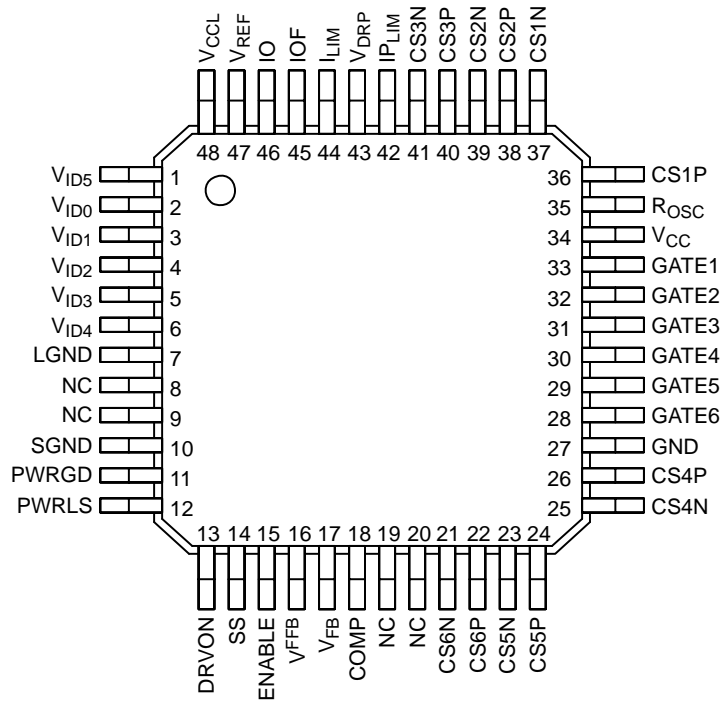 VCCL
VREF
IO
IOF
ILIM
VDRP
IPLIM
CS3N
CS3P
CS2N
CS2P
CS1N
48 47 46 45 44 43 42 41 40 39 38 37
VID5 1
VID0 2
VID1 3
VID2 4
VID3 5
VID4 6
LGND 7
NC 8
NC 9
SGND 10
PWRGD 11
PWRLS 12
36 CS1P
35 ROSC
34 VCC
33 GATE1
32 GATE2
31 GATE3
30 GATE4
29 GATE5
28 GATE6
27 GND
26 CS4P
25 CS4N
13 14 15 16 17 18 19 20 21 22 23 24
DRVON
SS
ENABLE
VFFB
VFB
COMP
NC
NC
CS6N
CS6P
CS5N
CS5P